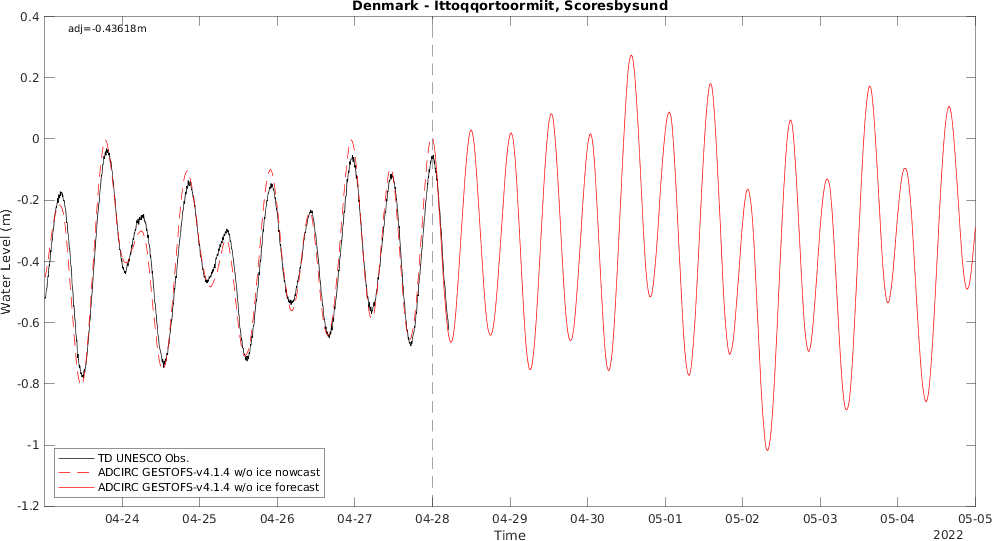 Denmark - Ittoqqortoormiit, Scoresbysund
adj=-0.43618m
0.4
0.2
0
-0.2
-0.4
-0.6
-0.8
-1
-1.2
Water Level (m)
TD UNESCO Obs.
ADCIRC GESTOFS-v4.1.4 w/o ice nowcast
ADCIRC GESTOFS-v4.1.4 w/o ice forecast
04-24 04-25 04-26 04-27 04-28 04-29 04-30 05-01 05-02 05-03 05-04 05-05
Time
2022